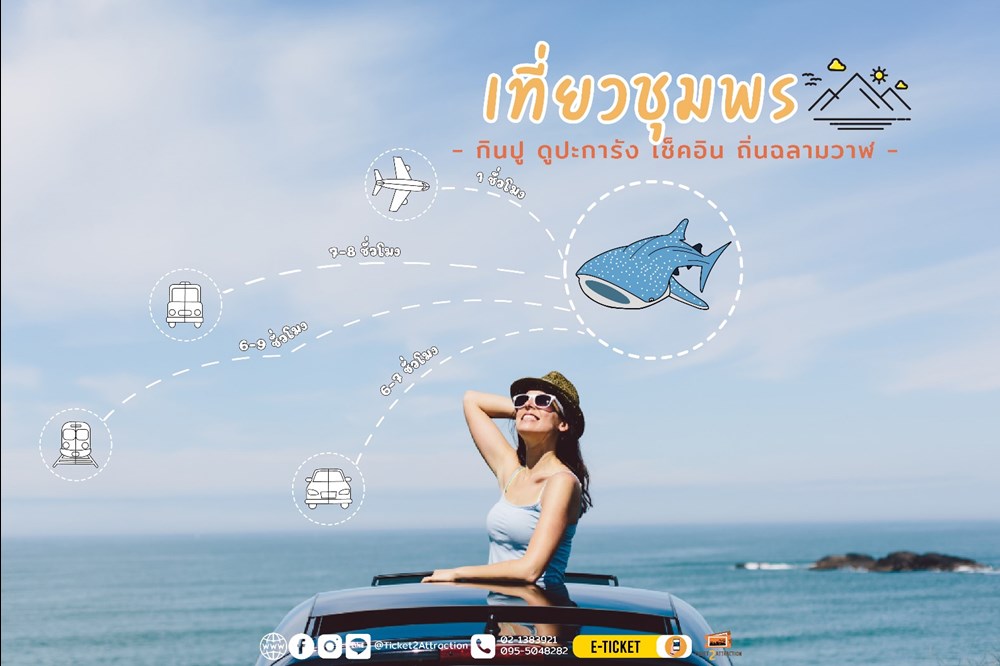 เที่ยวชุมพร
- กินปู ดูปะการัง เช็คอิน ถิ่นฉลามวาฬ -
1 ชั่วโมง
7-8 ชั่วโมง
6-9 ชั่วโมง
6-7 ชั่วโมง
www
@Ticket2Attraction
02-1383921
095-5048282
E-TICKET